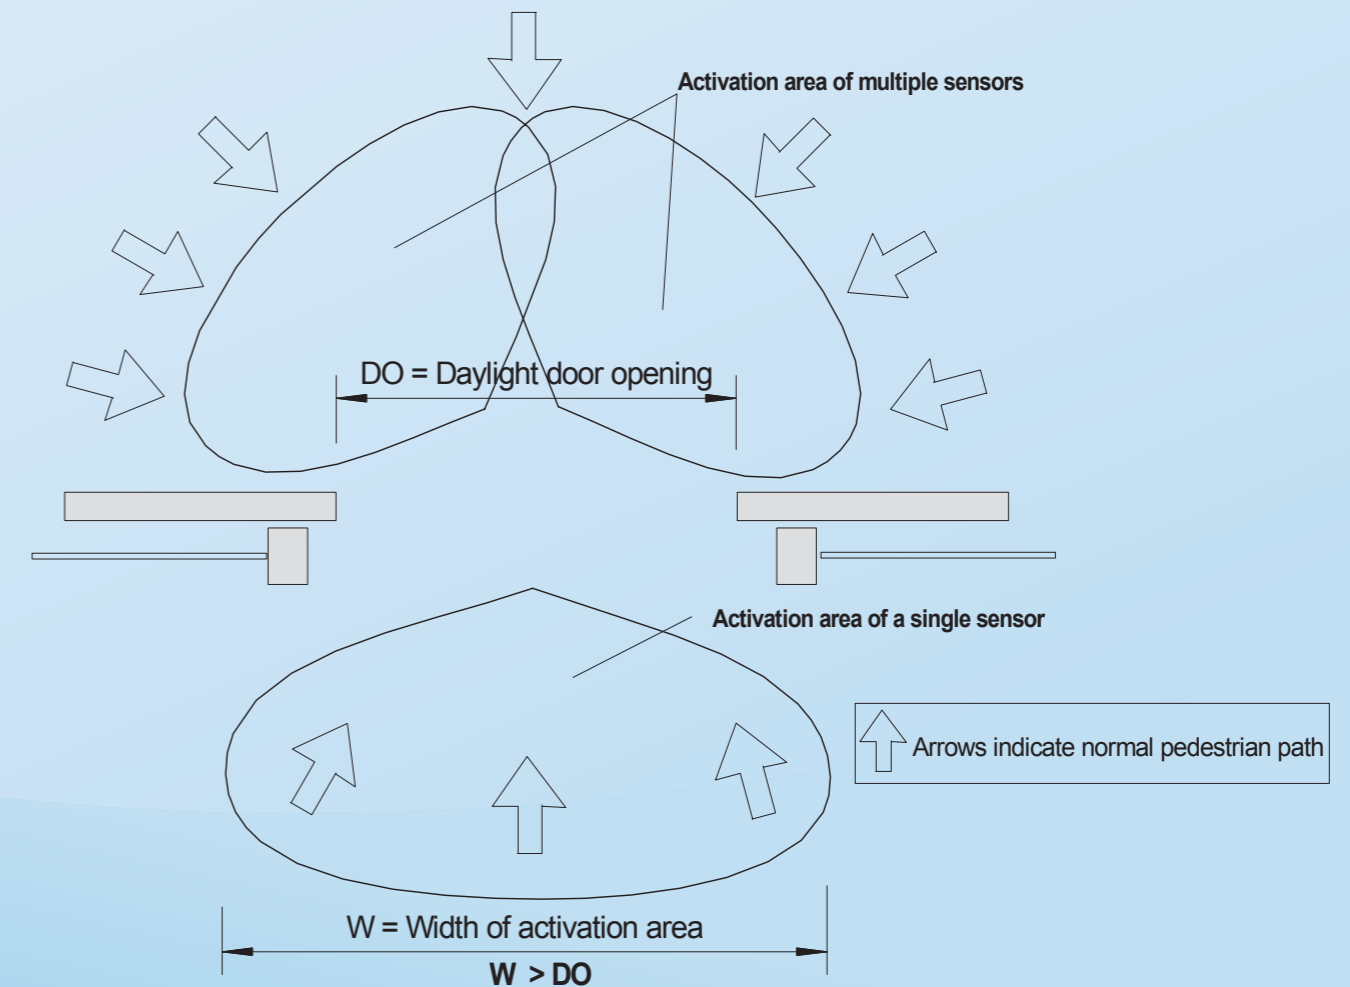 Activation area of multiple sensors
DO = Daylight door opening
Activation area of a single sensor
Arrows indicate normal pedestrian path
W = Width of activation area
W > DO